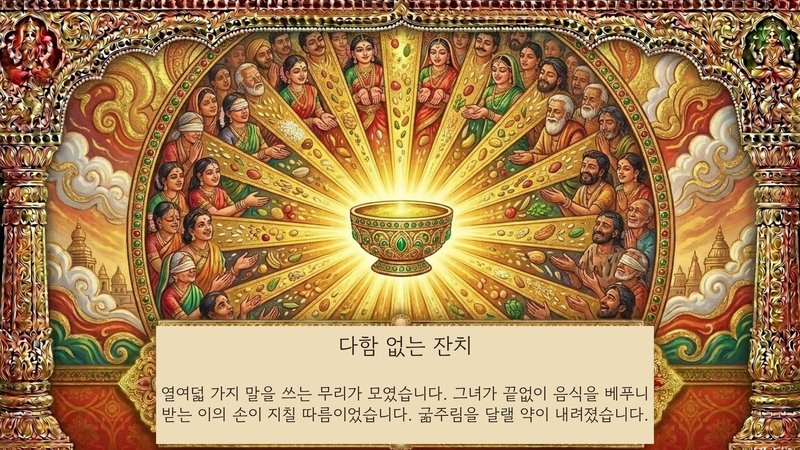 다함 없는 잔치
열여덟 가지 말을 쓰는 무리가 모였습니다. 그녀가 끝없이 음식을 베푸니
받는 이의 손이 지칠 따름이었습니다. 굶주림을 달랠 약이 내려졌습니다.